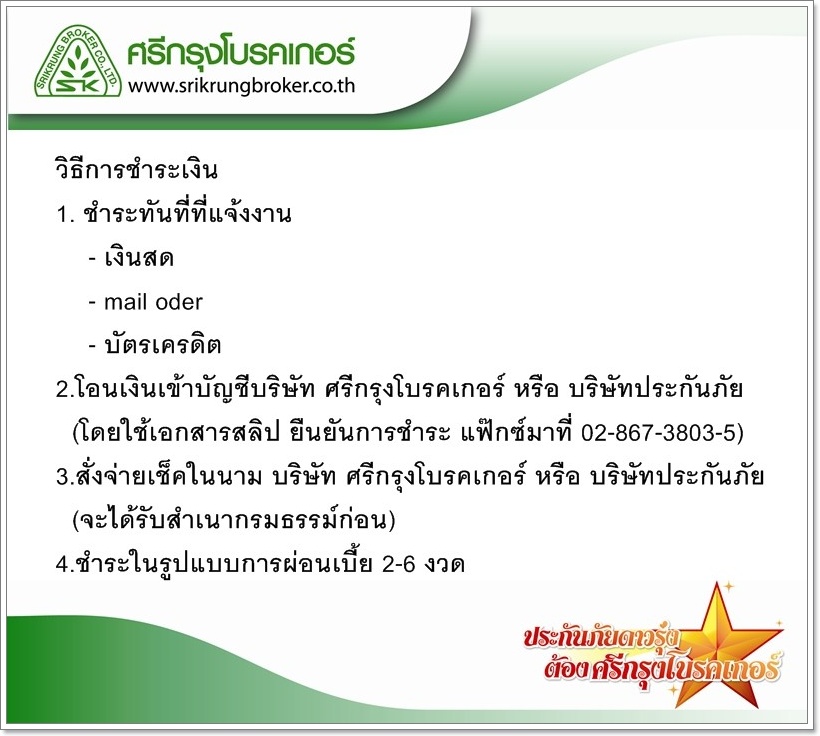 SRIKRUNG BROKER CO., LTD.
SK
ศรีกรุงโบรคเกอร์
www.srikrungbroker.co.th
วิธีการชำระเงิน
1. ชำระทันที่ที่แจ้งงาน
- เงินสด
- mail oder
- บัตรเครดิต
2.โอนเงินเข้าบัญชีบริษัท ศรีกรุงโบรคเกอร์ หรือ บริษัทประกันภัย
(โดยใช้เอกสารสลิป ยืนยันการชำระ แฟ๊กซ์มาที่ 02-867-3803-5)
3.สั่งจ่ายเช็คในนาม บริษัท ศรีกรุงโบรคเกอร์ หรือ บริษัทประกันภัย
(จะได้รับสำเนากรมธรรม์ก่อน)
4.ชำระในรูปแบบการผ่อนเบี้ย 2-6 งวด
ประกันภัยดาวรุ่ง
ต้อง ศรีกรุงโบรคเกอร์